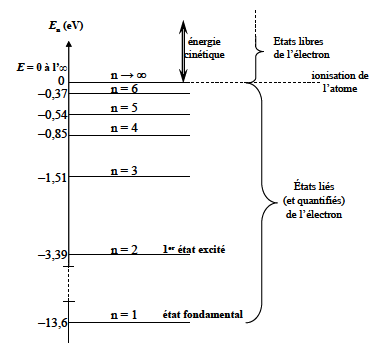 Eₙ (eV)
énergie
cinétique
Etats libres
de l'électron
E = 0 à l'∞
0
n → ∞
ionisation de
l'atome
–0,37
n = 6
–0,54
n = 5
–0,85
n = 4
–1,51
n = 3
États liés
(et quantifiés)
de l'électron
–3,39
n = 2
1er état excité
–13,6
n = 1
état fondamental